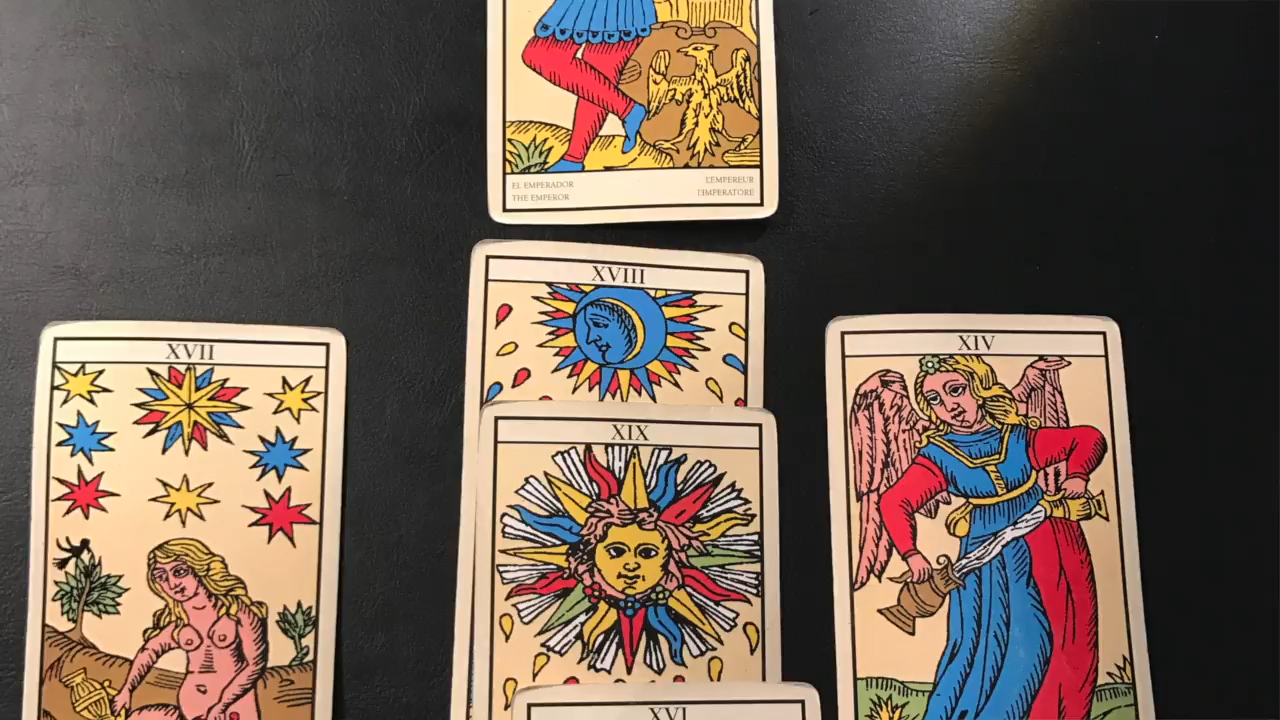 EL EMPERADOR
L'EMPEREUR
THE EMPEROR
L'IMPERATORE
XVIII
XVII
XIV
XIX
XVI